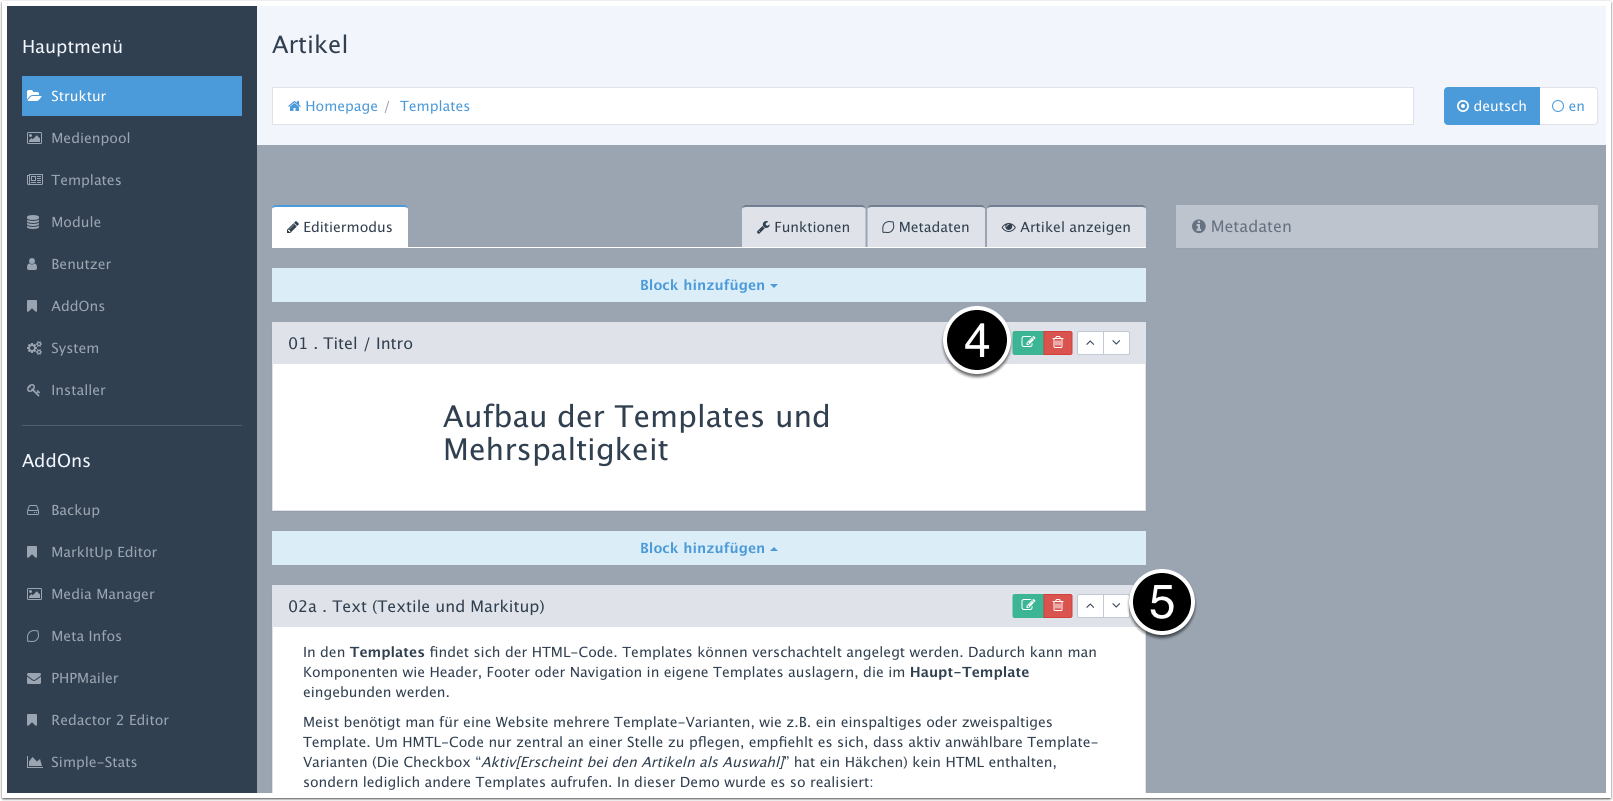 Hauptmenü
Struktur
Medienpool
Templates
Module
Benutzer
AddOns
System
Installer
AddOns
Backup
MarkItUp Editor
Media Manager
Meta Infos
PHPMailer
Redactor 2 Editor
Simple-Stats
Artikel
Homepage / Templates
deutsch en
Editiermodus
Funktionen Metadaten Artikel anzeigen
Metadaten
Block hinzufügen
01 . Titel / Intro
4
Aufbau der Templates und
Mehrspaltigkeit
Block hinzufügen
02a . Text (Textile und Markitup)
5
In den Templates findet sich der HTML-Code. Templates können verschachtelt angelegt werden. Dadurch kann man
Komponenten wie Header, Footer oder Navigation in eigene Templates auslagern, die im Haupt-Template
eingebunden werden.
Meist benötigt man für eine Website mehrere Template-Varianten, wie z.B. ein einspaltiges oder zweispaltiges
Template. Um HMTL-Code nur zentral an einer Stelle zu pflegen, empfiehlt es sich, dass aktiv anwählbare Template-
Varianten (Die Checkbox “Aktiv[Erscheint bei den Artikeln als Auswahl]” hat ein Häkchen) kein HTML enthalten,
sondern lediglich andere Templates aufrufen. In dieser Demo wurde es so realisiert: